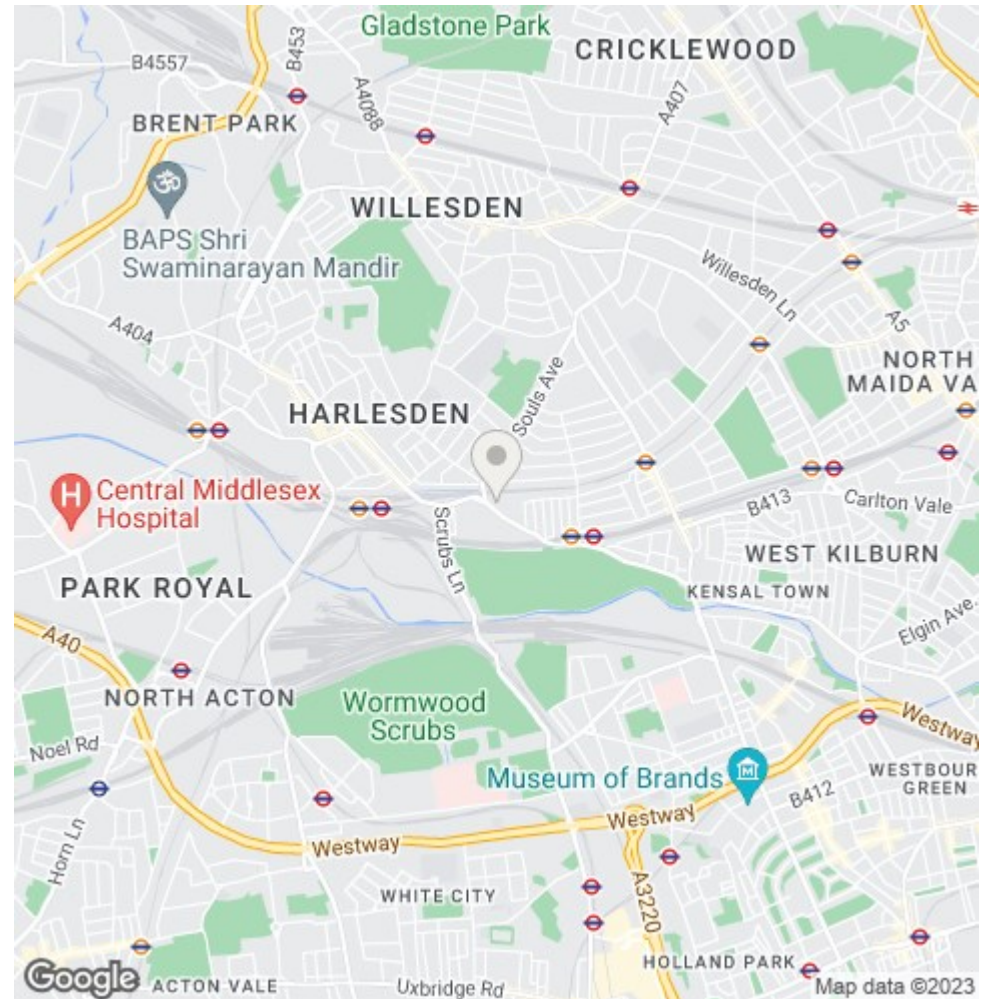 Gladstone Park
CRICKLEWOOD
B453
B4557
A4088
A407
BRENT PARK
WILLESDEN
BAPS Shri
Swaminarayan Mandir
Willesden Ln
A404
A5
NORTH
MAIDA VA
Souls Ave
HARLESDEN
Central Middlesex
Hospital
H
B413
Carlton Vale
Scrubs Ln
WEST KILBURN
PARK ROYAL
KENSAL TOWN
Elgin Ave.
A40
NORTH ACTON
Wormwood
Scrubs
Westway
Noel Rd
Museum of Brands
M
WESTBOUR
GREEN
B412
Westway
Westway
Horn Ln
A3220
WHITE CITY
HOLLAND PARK
Google
ACTON VALE
Uxbridge Rd
Map data ©2023